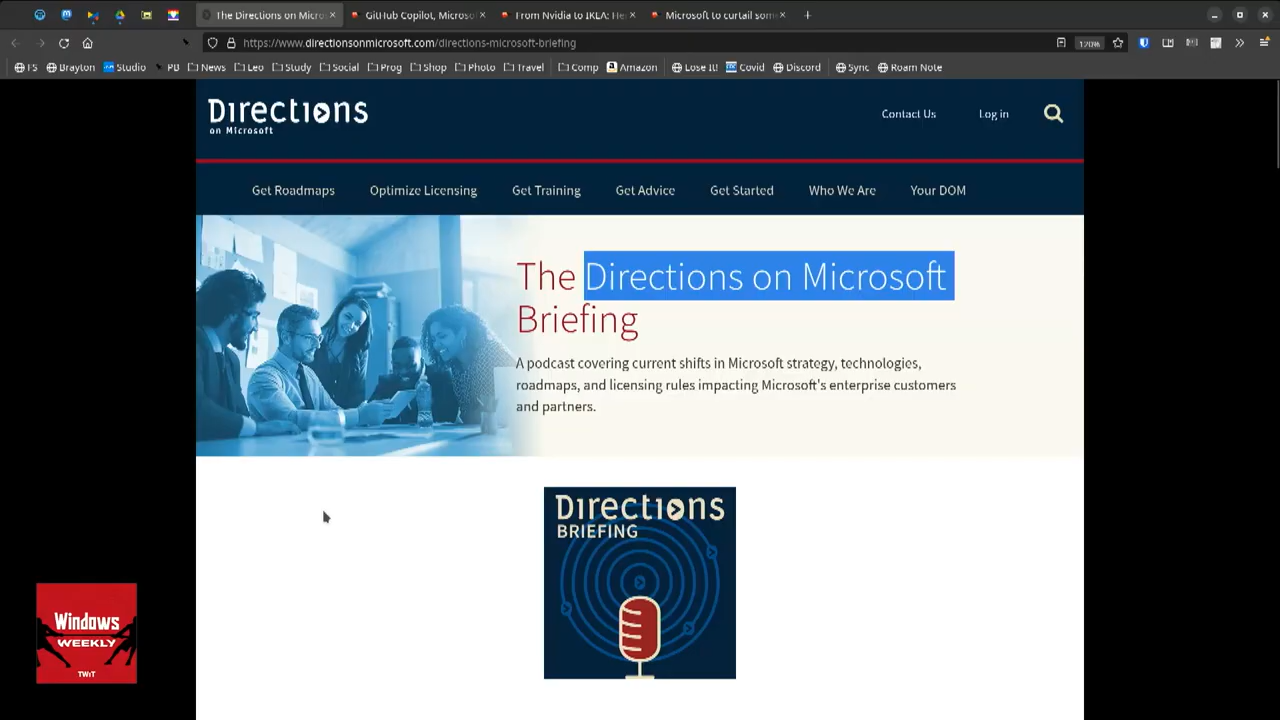 The Directions on Micros
GitHub Copilot, Microso
From Nvidia to IKEA: He
Microsoft to curtail som
https://www.directionsonmicrosoft.com/directions-microsoft-briefing
120%
FS
Brayton
Studio
PB
News
Leo
Study
Social
Prog
Shop
Photo
Travel
Comp
Amazon
Lose It!
Covid
Discord
Sync
Roam Note
Directions
on Microsoft
Contact Us
Log in
Get Roadmaps
Optimize Licensing
Get Training
Get Advice
Get Started
Who We Are
Your DOM
The Directions on Microsoft
Briefing
A podcast covering current shifts in Microsoft strategy, technologies,
roadmaps, and licensing rules impacting Microsoft's enterprise customers
and partners.
Directions
BRIEFING
Windows
WEEKLY
TWiT